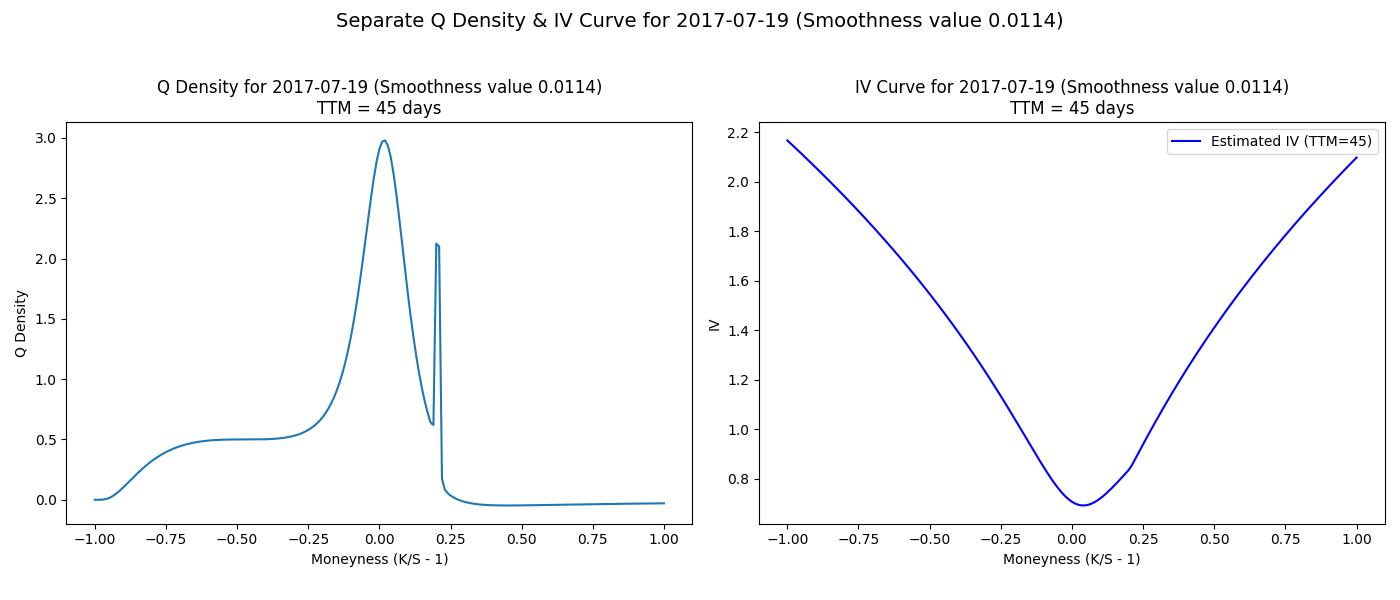 Separate Q Density & IV Curve for 2017-07-19 (Smoothness value 0.0114)
Q Density for 2017-07-19 (Smoothness value 0.0114)
TTM = 45 days
3.0
2.5
2.0
1.5
1.0
0.5
0.0
Q Density
−1.00 −0.75 −0.50 −0.25 0.00 0.25 0.50 0.75 1.00
Moneyness (K/S - 1)
IV Curve for 2017-07-19 (Smoothness value 0.0114)
TTM = 45 days
Estimated IV (TTM=45)
2.2
2.0
1.8
1.6
1.4
1.2
1.0
0.8
IV
−1.00 −0.75 −0.50 −0.25 0.00 0.25 0.50 0.75 1.00
Moneyness (K/S - 1)